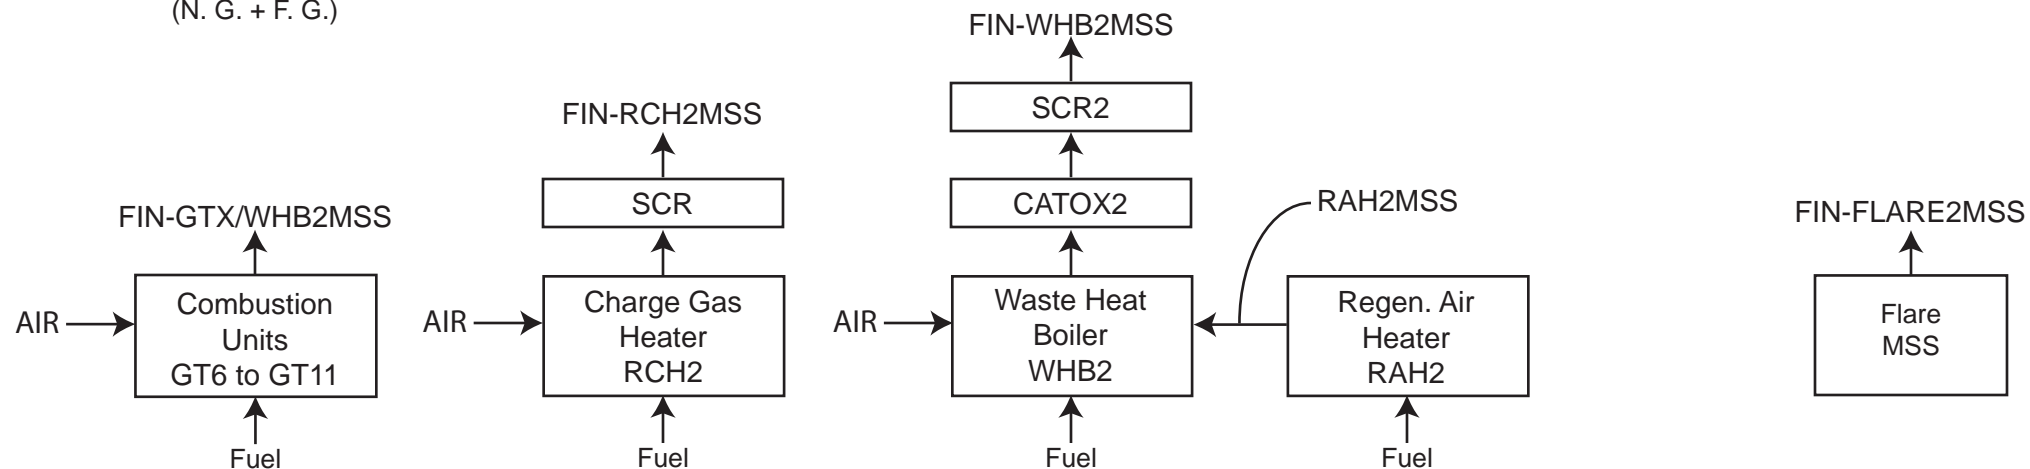 (N. G. + F. G.)
FIN-GTX/WHB2MSS
AIR
Combustion
Units
GT6 to GT11
Fuel
FIN-RCH2MSS
SCR
AIR
Charge Gas
Heater
RCH2
Fuel
FIN-WHB2MSS
SCR2
CATOX2
AIR
Waste Heat
Boiler
WHB2
Fuel
RAH2MSS
Regen. Air
Heater
RAH2
Fuel
FIN-FLARE2MSS
Flare
MSS